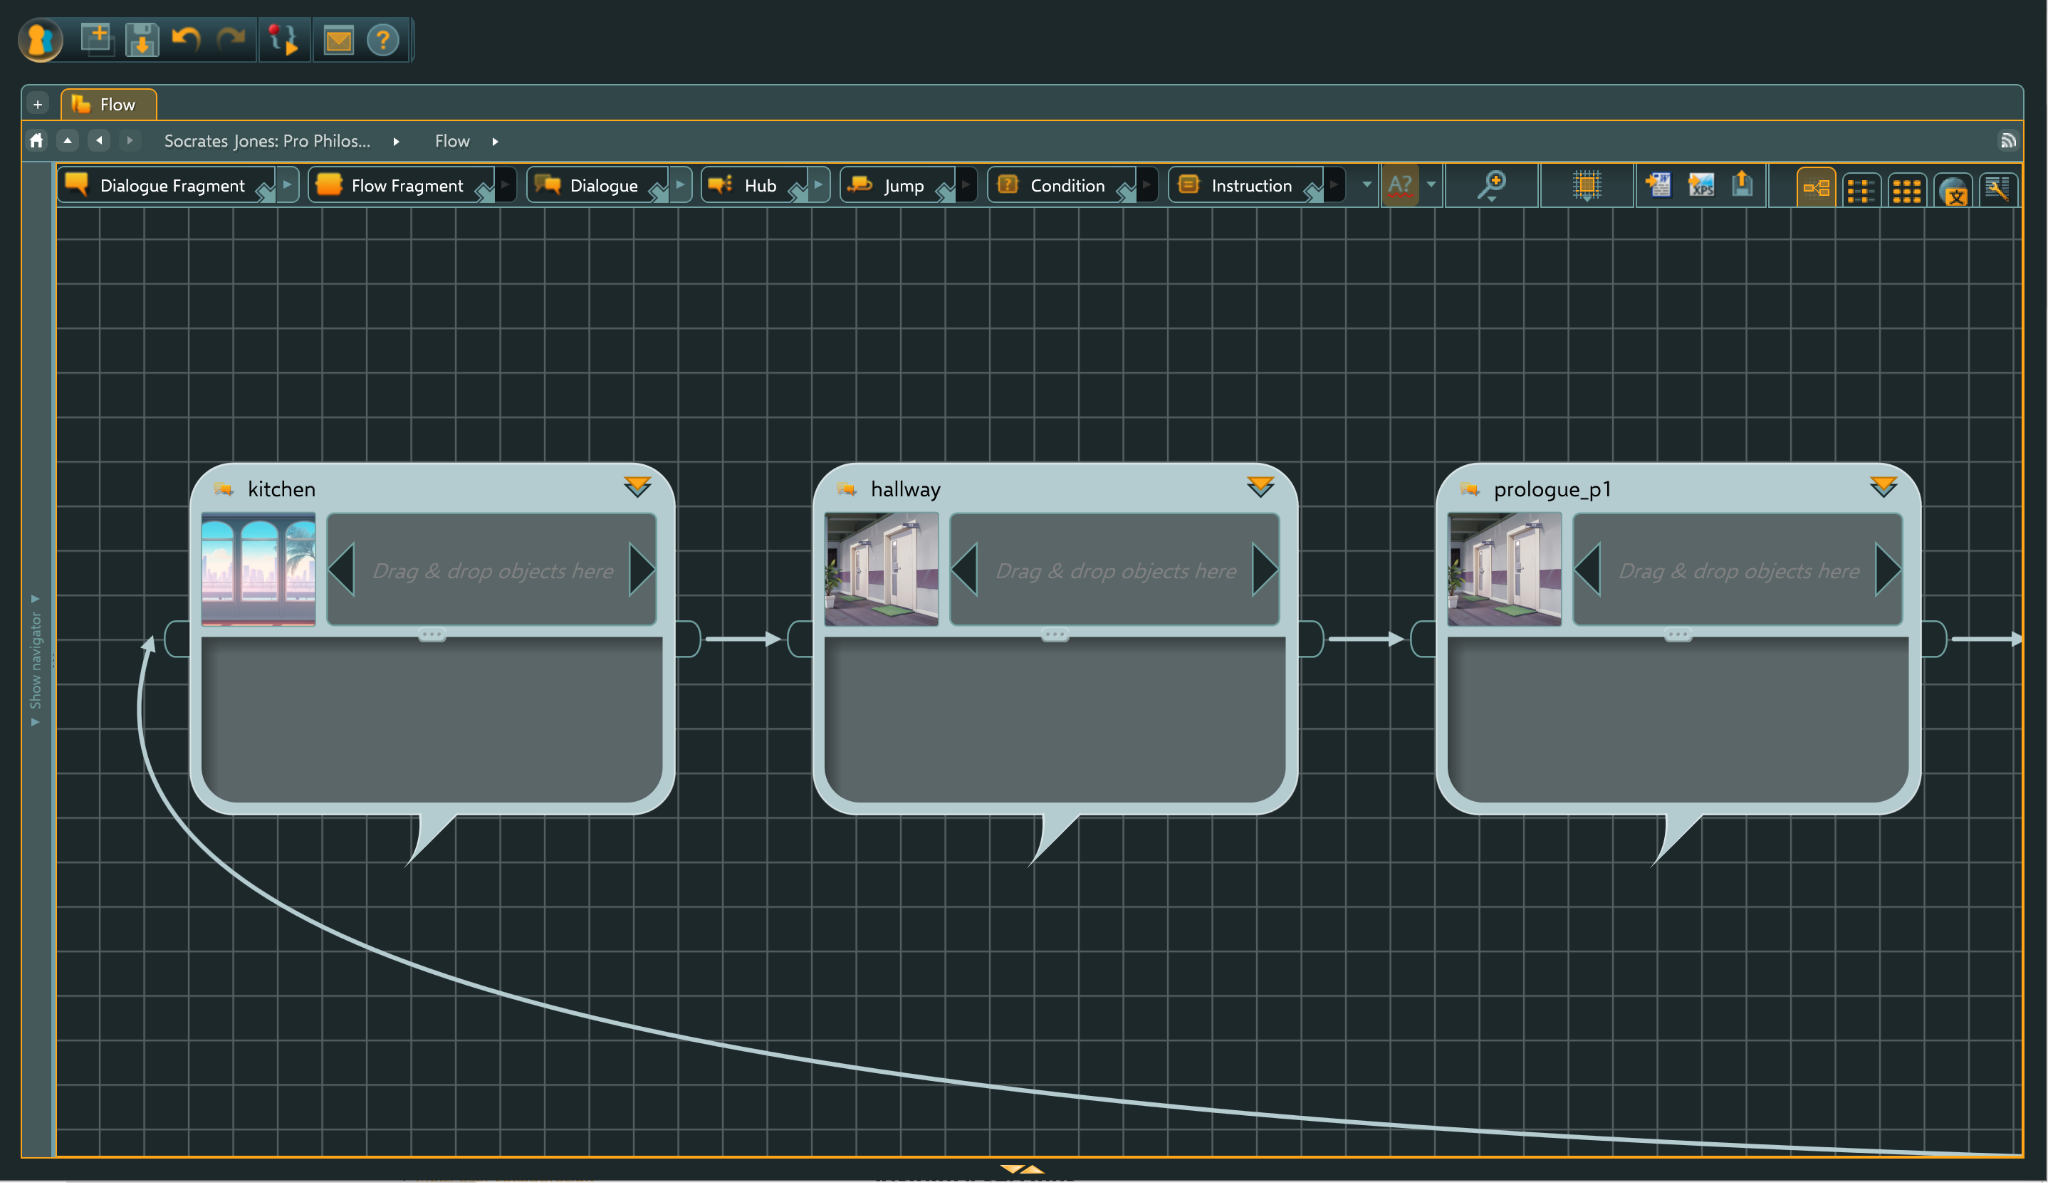 Flow
Socrates Jones: Pro Philos... Flow
Dialogue Fragment Flow Fragment Dialogue Hub Jump Condition Instruction A? XPS
kitchen hallway prologue_p1
Drag & drop objects here Drag & drop objects here Drag & drop objects here
Show navigator